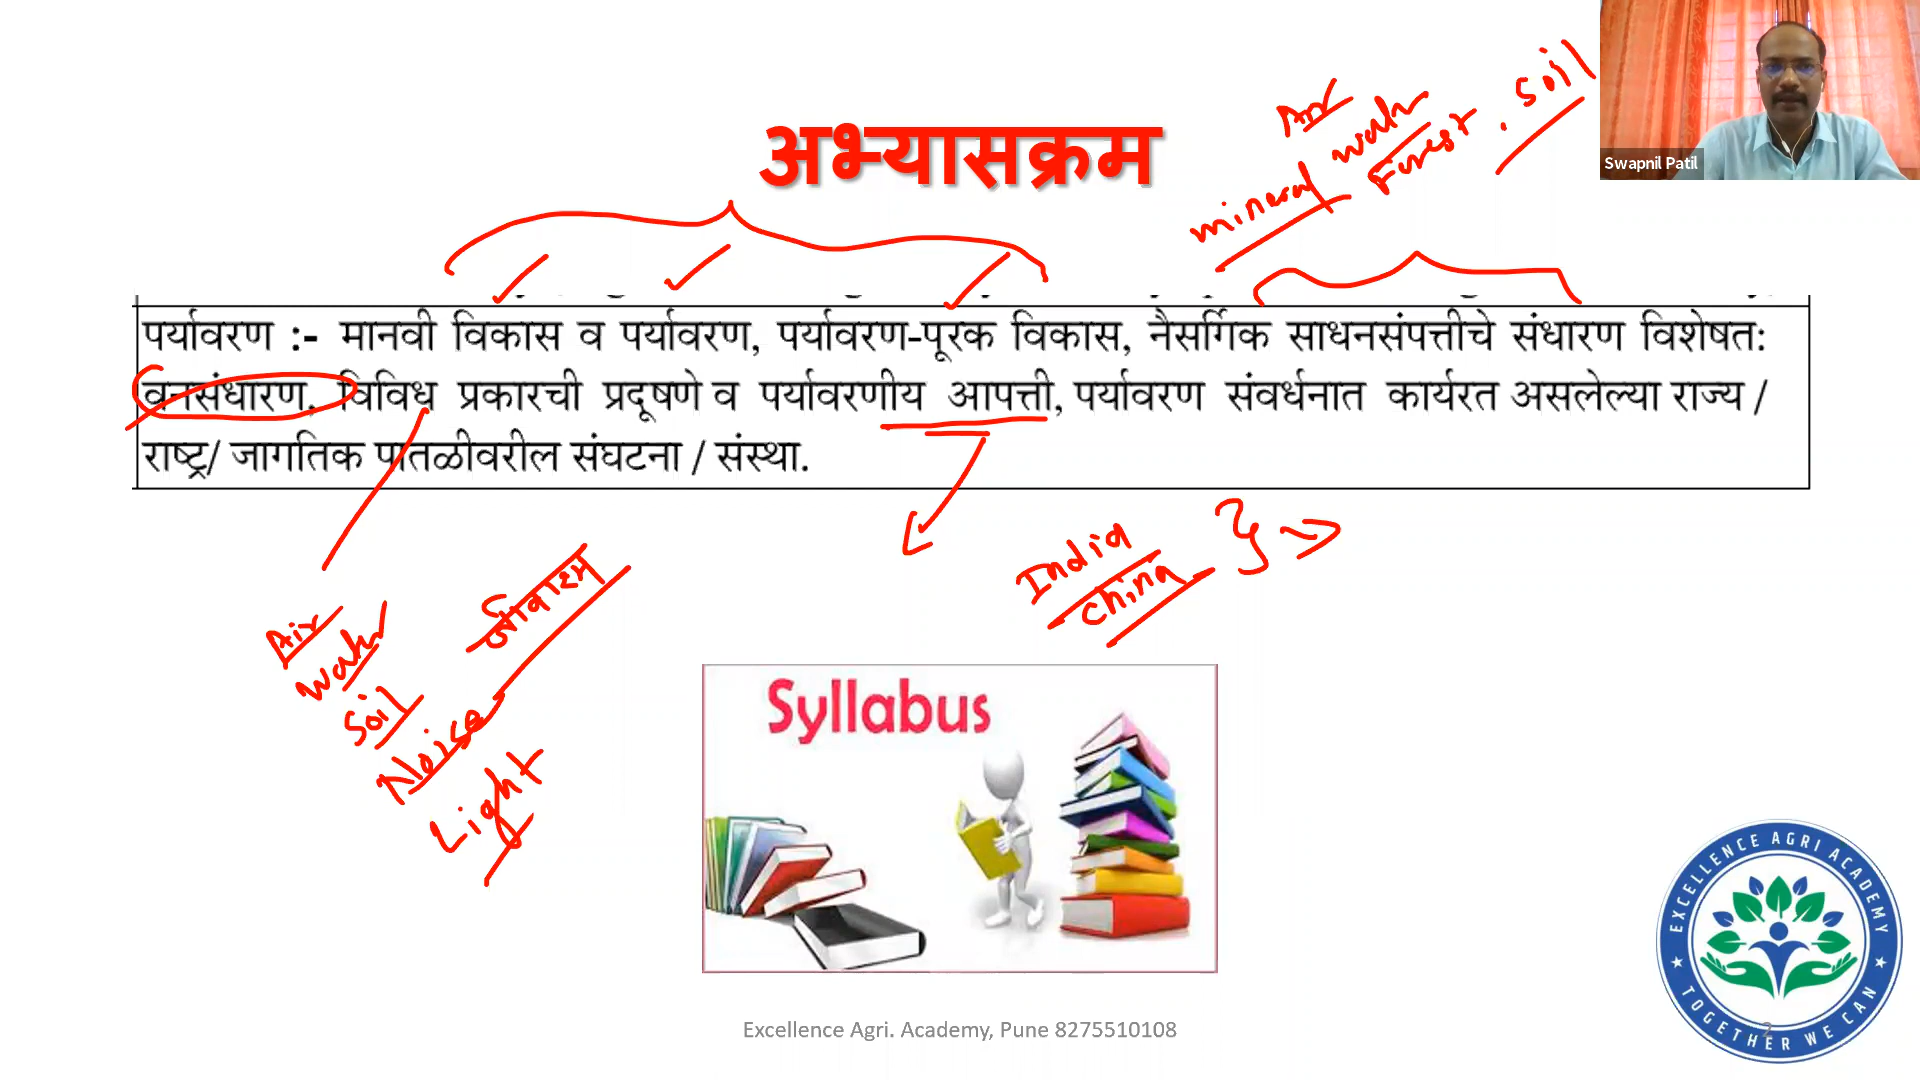 अभ्यासक्रम
Air
water
mineral
Forest, Soil
Swapnil Patil
पर्यावरण :- मानवी विकास व पर्यावरण, पर्यावरण-पूरक विकास, नैसर्गिक साधनसंपत्तीचे संधारण विशेषतः
वनसंधारण, विविध प्रकारची प्रदूषणे व पर्यावरणीय आपत्ती, पर्यावरण संवर्धनात कार्यरत असलेल्या राज्य /
राष्ट्र/ जागतिक पातळीवरील संघटना / संस्था.
India
China
Air
Water
Soil
Noise
Light
Syllabus
EXCELLENCE AGRI ACADEMY
TOGETHER WE CAN
Excellence Agri. Academy, Pune 8275510108
2